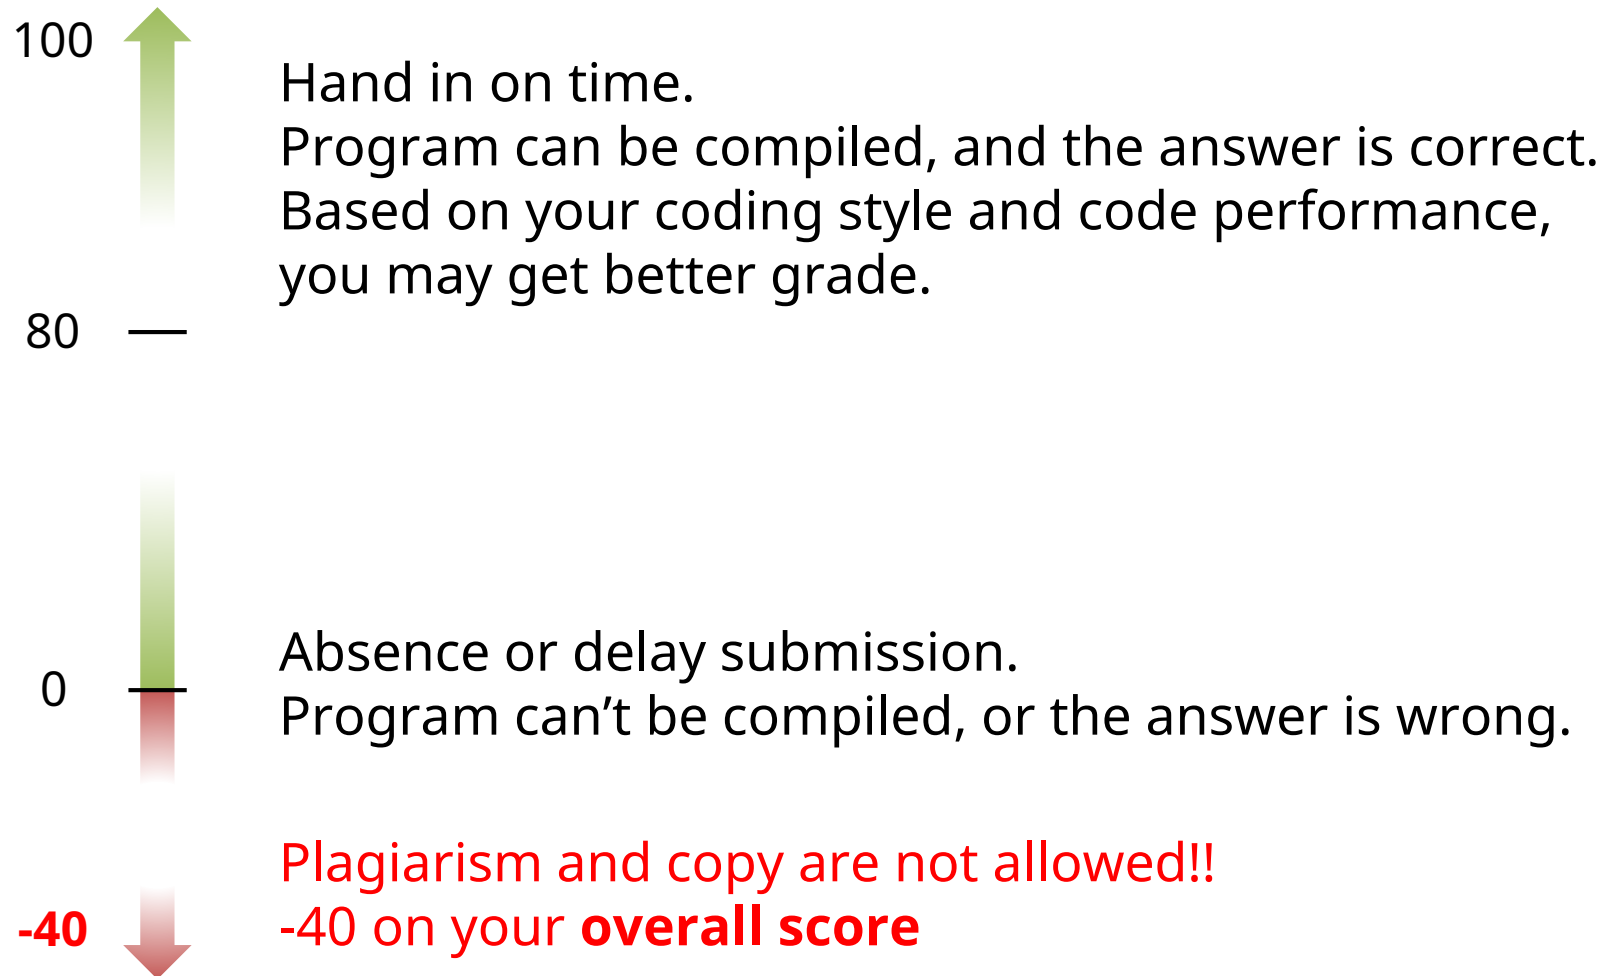 100
Hand in on time.
Program can be compiled, and the answer is correct.
Based on your coding style and code performance,
you may get better grade.
80
Absence or delay submission.
0
Program can’t be compiled, or the answer is wrong.
Plagiarism and copy are not allowed!!
-40
-40 on your overall score